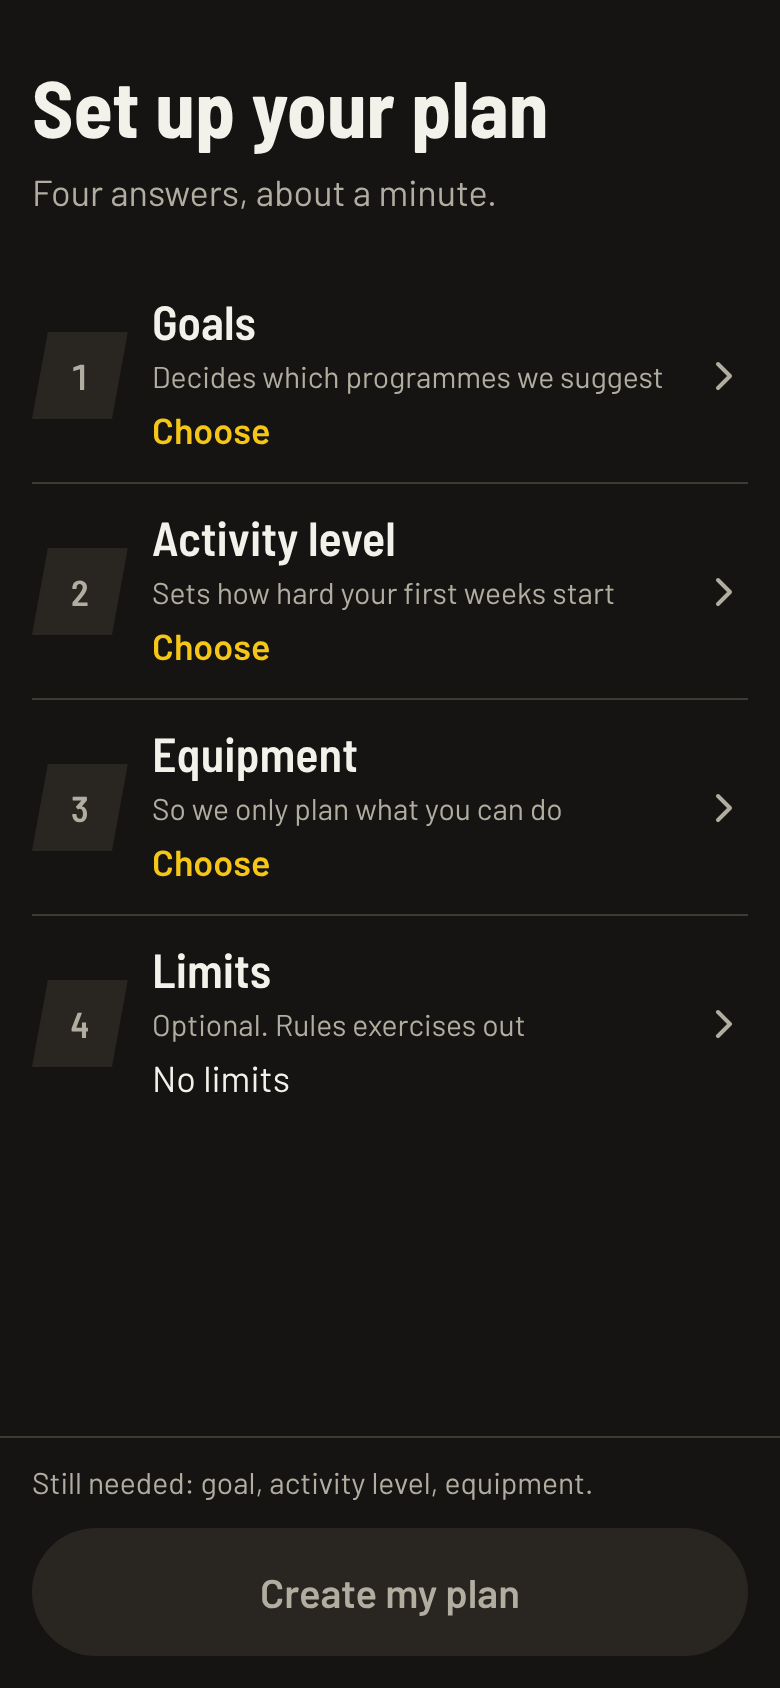 Set up your plan
Four answers, about a minute.
1
Goals
Decides which programmes we suggest
Choose
2
Activity level
Sets how hard your first weeks start
Choose
3
Equipment
So we only plan what you can do
Choose
4
Limits
Optional. Rules exercises out
No limits
Still needed: goal, activity level, equipment.
Create my plan